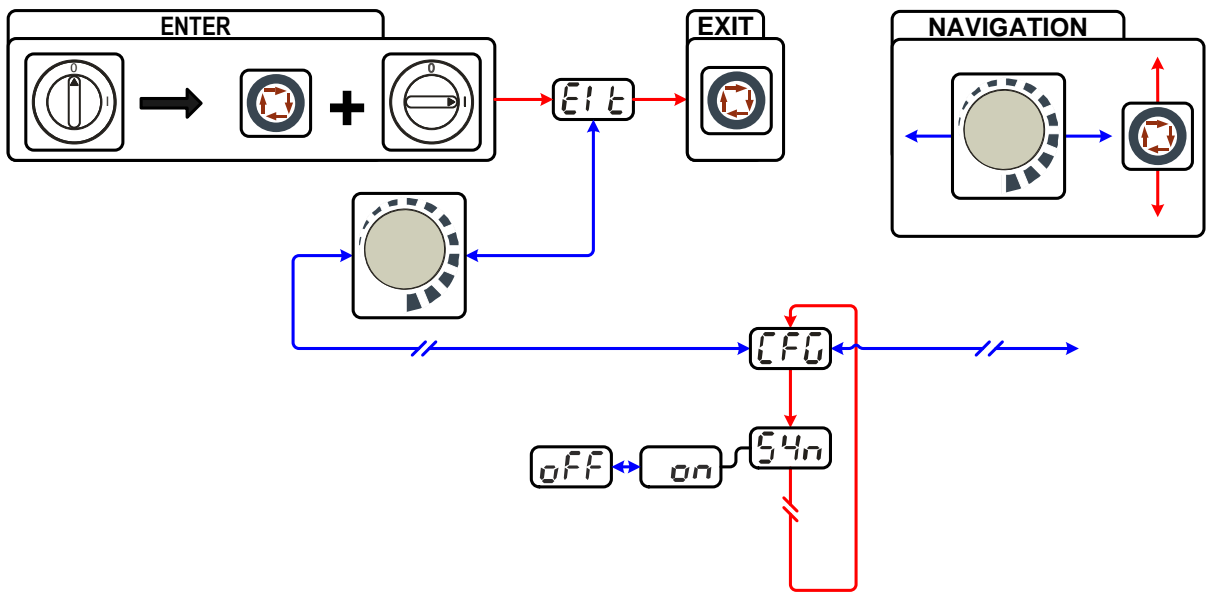 ENTER
EXIT
NAVIGATION
0
I
0
I
EIt
CFG
oFF
on
SYn